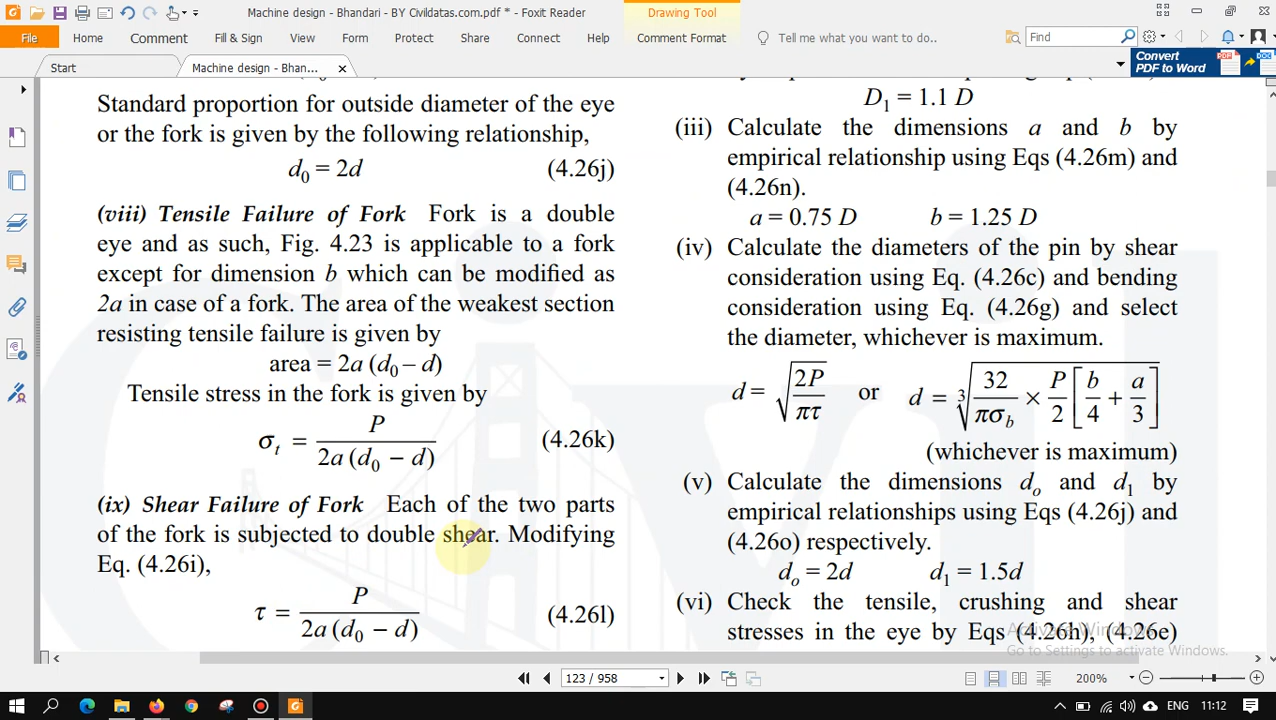 Machine design - Bhandari - BY Civildatas.com.pdf * - Foxit Reader
Drawing Tool
File
Home
Comment
Fill & Sign
View
Form
Protect
Share
Connect
Help
Comment Format
Tell me what you want to do..
Find
Start
Machine design - Bhan...
Convert
PDF to Word
Standard proportion for outside diameter of the eye
or the fork is given by the following relationship,
d₀ = 2d (4.26j)
(viii) Tensile Failure of Fork Fork is a double
eye and as such, Fig. 4.23 is applicable to a fork
except for dimension b which can be modified as
2a in case of a fork. The area of the weakest section
resisting tensile failure is given by
area = 2a (d₀ – d)
Tensile stress in the fork is given by
σₜ = P / 2a (d₀ − d) (4.26k)
(ix) Shear Failure of Fork Each of the two parts
of the fork is subjected to double shear. Modifying
Eq. (4.26i),
τ = P / 2a (d₀ − d) (4.26l)
D₁ = 1.1 D
(iii) Calculate the dimensions a and b by
empirical relationship using Eqs (4.26m) and
(4.26n).
a = 0.75 D b = 1.25 D
(iv) Calculate the diameters of the pin by shear
consideration using Eq. (4.26c) and bending
consideration using Eq. (4.26g) and select
the diameter, whichever is maximum.
d = √(2P / πτ) or d = ∛(32 / πσ_b × P / 2 [b / 4 + a / 3])
(whichever is maximum)
(v) Calculate the dimensions dₒ and d₁ by
empirical relationships using Eqs (4.26j) and
(4.26o) respectively.
dₒ = 2d d₁ = 1.5d
(vi) Check the tensile, crushing and shear
stresses in the eye by Eqs (4.26h), (4.26e)
Activate Windows
Go to Settings to activate Windows.
123 / 958
200%
ENG
11:12